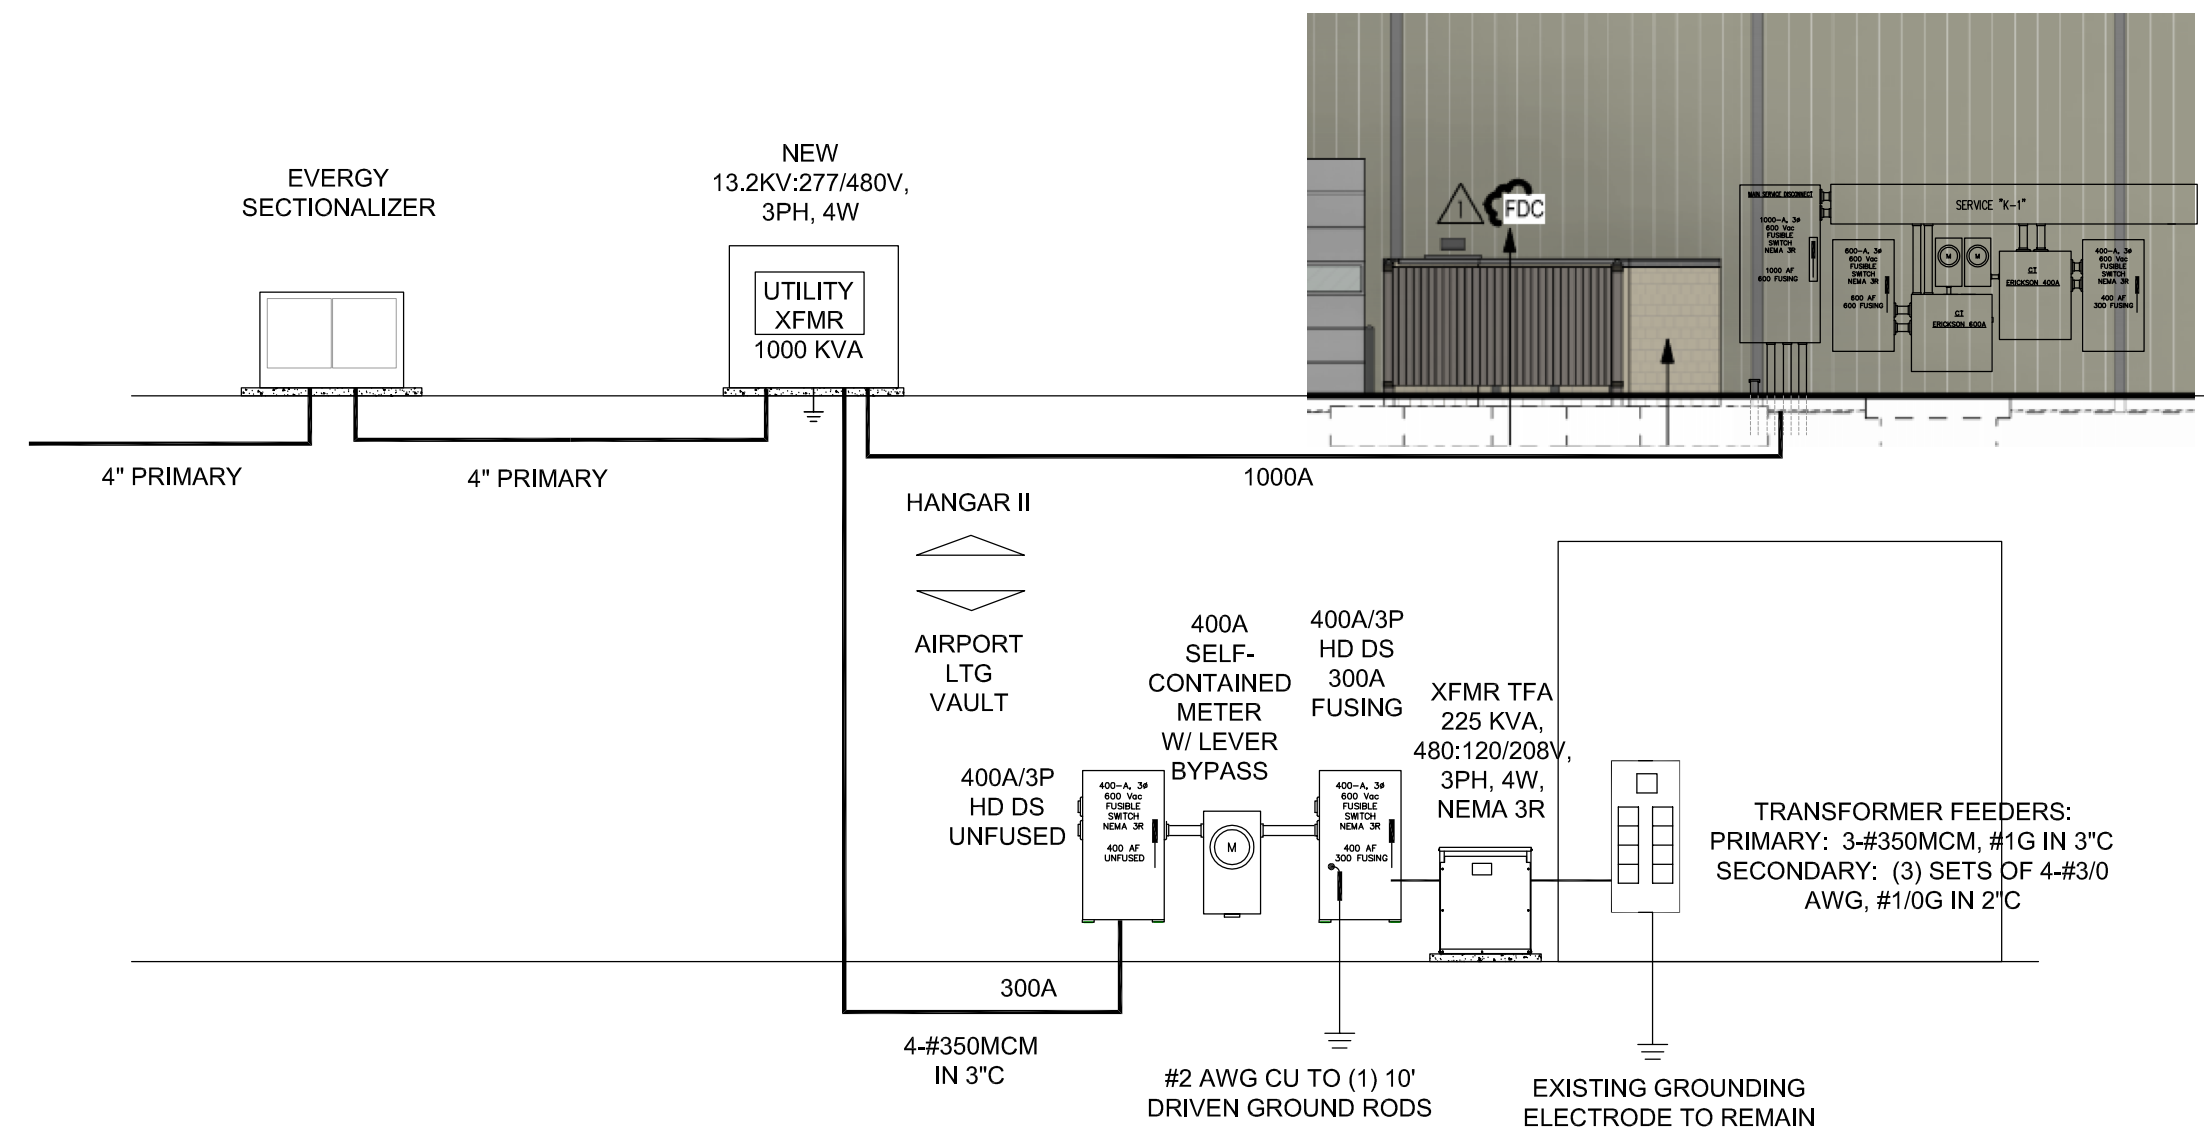 EVERGY
SECTIONALIZER
NEW
13.2KV:277/480V,
3PH, 4W
UTILITY
XFMR
1000 KVA
1
FDC
MAIN SERVICE DISCONNECT
1000-A, 3ø
600 Vac
FUSIBLE
SWITCH
NEMA 3R
1000 AF
600 FUSING
SERVICE "K-1"
600-A, 3ø
600 Vac
FUSIBLE
SWITCH
NEMA 3R
600 AF
600 FUSING
M
M
CT
ERICKSON 600A
CT
ERICKSON 400A
400-A, 3ø
600 Vac
FUSIBLE
SWITCH
NEMA 3R
400 AF
300 FUSING
4" PRIMARY
4" PRIMARY
1000A
HANGAR II
AIRPORT
LTG
VAULT
400A/3P
HD DS
UNFUSED
400-A, 3ø
600 Vac
FUSIBLE
SWITCH
NEMA 3R
400 AF
UNFUSED
400A
SELF-
CONTAINED
METER
W/ LEVER
BYPASS
M
400A/3P
HD DS
300A
FUSING
400-A, 3ø
600 Vac
FUSIBLE
SWITCH
NEMA 3R
400 AF
300 FUSING
XFMR TFA
225 KVA,
480:120/208V,
3PH, 4W,
NEMA 3R
TRANSFORMER FEEDERS:
PRIMARY: 3-#350MCM, #1G IN 3"C
SECONDARY: (3) SETS OF 4-#3/0
AWG, #1/0G IN 2"C
300A
4-#350MCM
IN 3"C
#2 AWG CU TO (1) 10'
DRIVEN GROUND RODS
EXISTING GROUNDING
ELECTRODE TO REMAIN